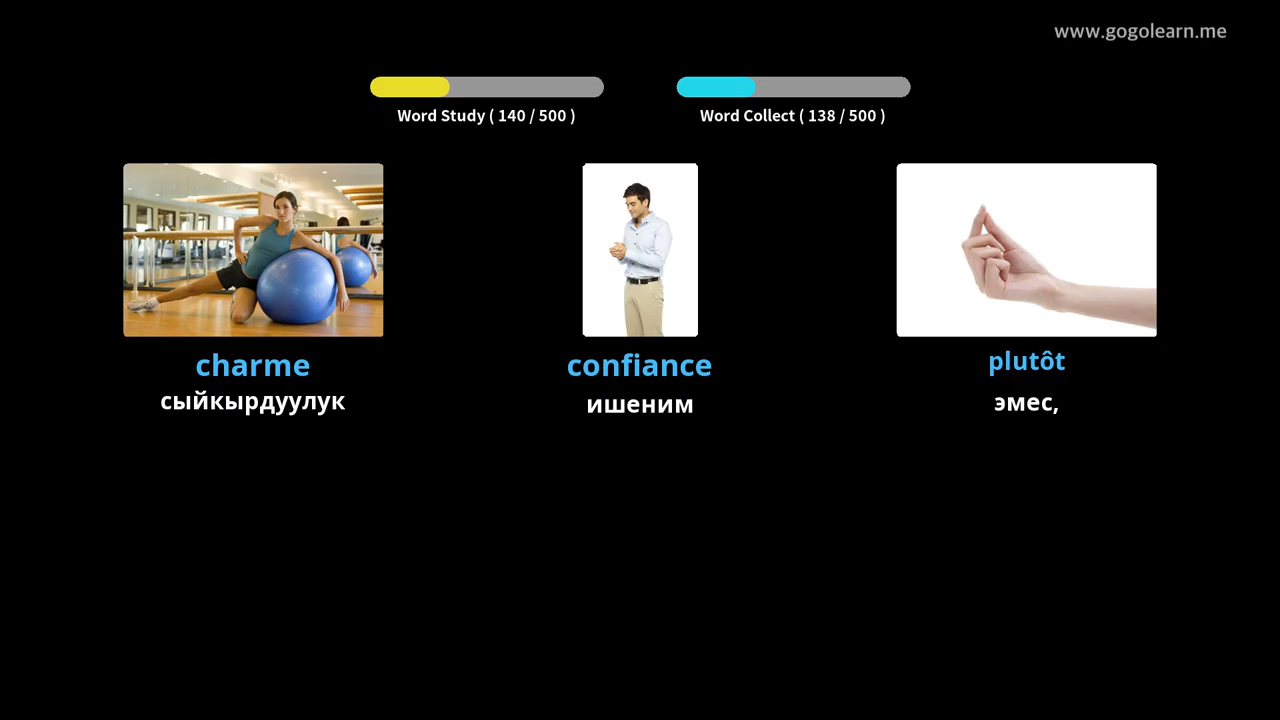 www.gogolearn.me
Word Study ( 140 / 500 )
Word Collect ( 138 / 500 )
charme
сыйкырдуулук
confiance
ишеним
plutôt
эмес,